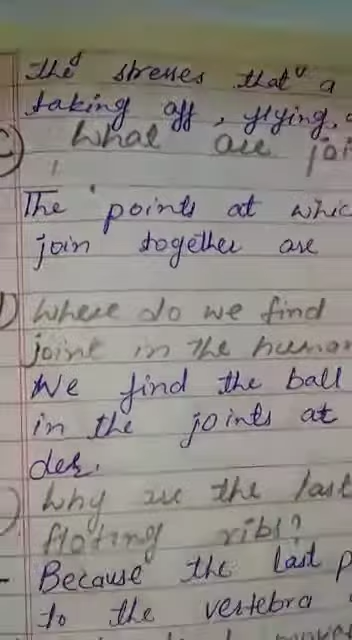 the stresses that a
taking off, flying,
C) What are joi
The points at whic
join together are
D) Where do we find
joint in the human
We find the ball
in the joints at
der.
Why are the last
floting ribs?
- Because the last p
to the vertebra